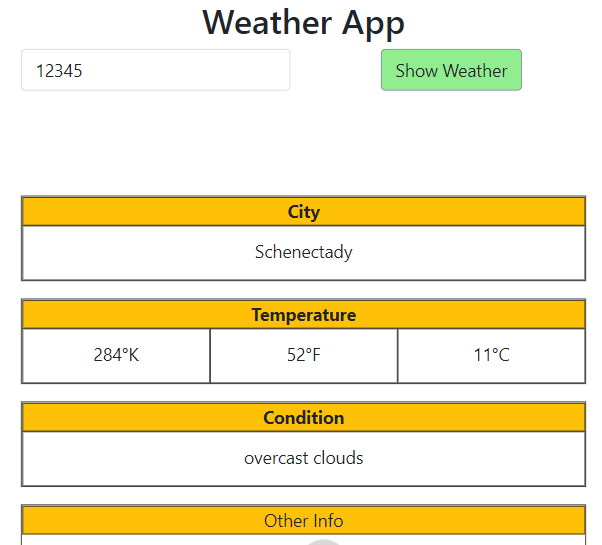 Weather App
12345 Show Weather
City
Schenectady
Temperature
284°K 52°F 11°C
Condition
overcast clouds
Other Info